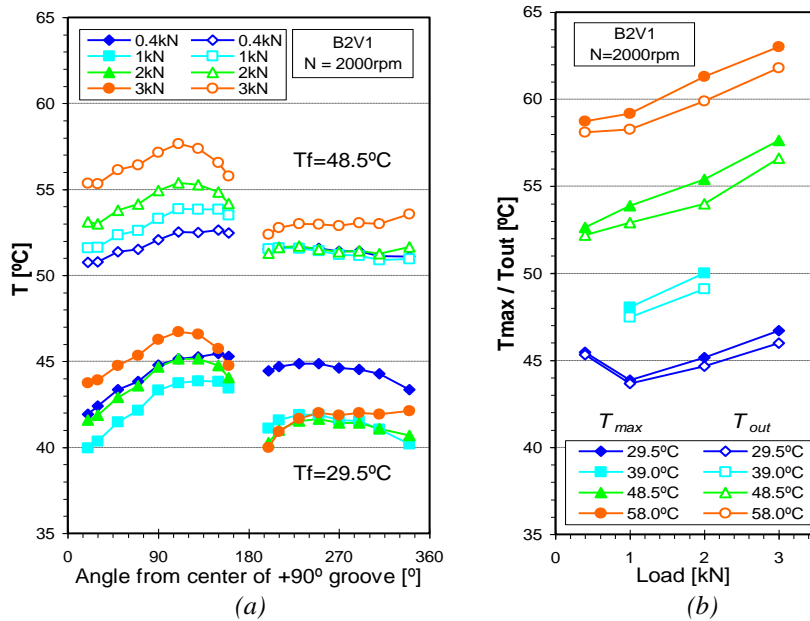 65
60
55
50
45
40
35
T [ºC]
0.4kN 0.4kN
1kN 1kN
2kN 2kN
3kN 3kN
B2V1
N = 2000rpm
Tf=48.5ºC
Tf=29.5ºC
0 90 180 270 360
Angle from center of +90º groove [º]
(a)
65
60
55
50
45
40
35
Tmax / Tout [ºC]
B2V1
N=2000rpm
Tmax Tout
29.5ºC 29.5ºC
39.0ºC 39.0ºC
48.5ºC 48.5ºC
58.0ºC 58.0ºC
0 1 2 3
Load [kN]
(b)